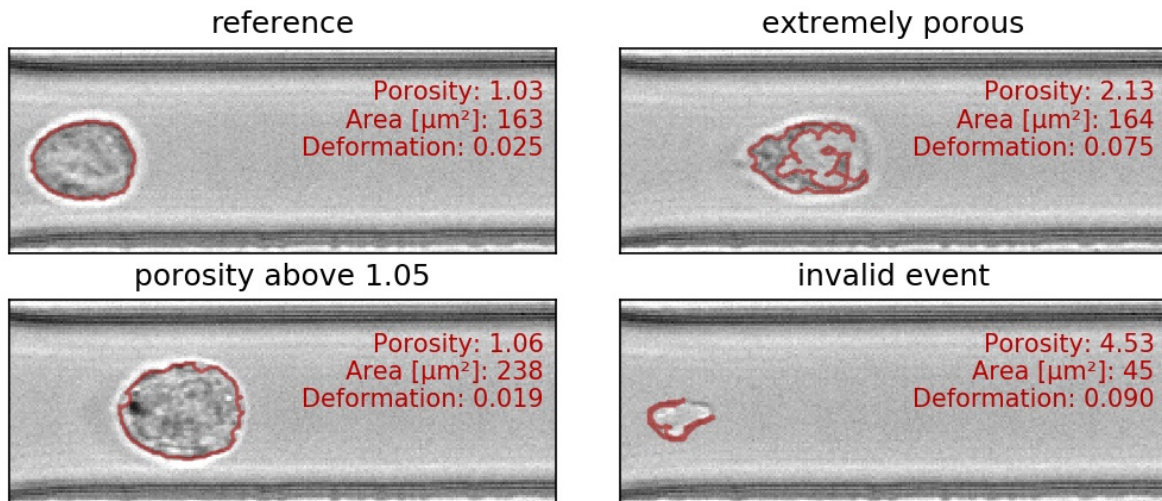 reference
Porosity: 1.03
Area [µm²]: 163
Deformation: 0.025
extremely porous
Porosity: 2.13
Area [µm²]: 164
Deformation: 0.075
porosity above 1.05
Porosity: 1.06
Area [µm²]: 238
Deformation: 0.019
invalid event
Porosity: 4.53
Area [µm²]: 45
Deformation: 0.090